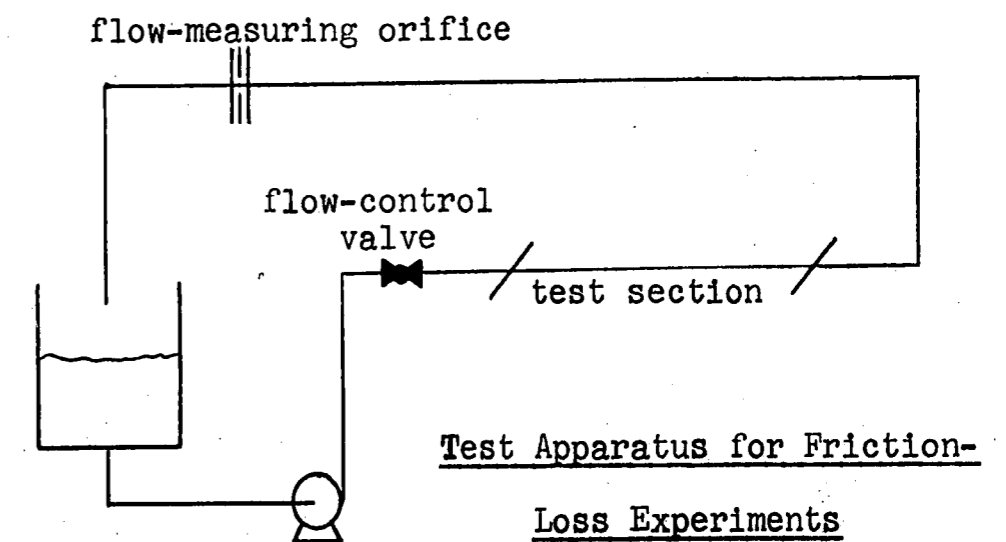 flow-measuring orifice
flow-control
valve
test section
Test Apparatus for Friction-
Loss Experiments